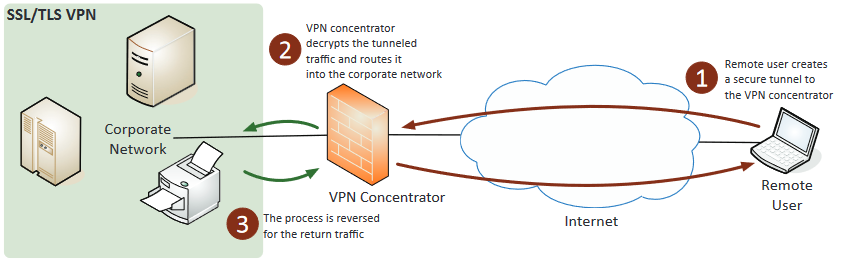 SSL/TLS VPN
2
VPN concentrator
decrypts the tunneled
traffic and routes it
into the corporate network
1
Remote user creates
a secure tunnel to
the VPN concentrator
Corporate
Network
VPN Concentrator
Internet
Remote
User
3
The process is reversed
for the return traffic